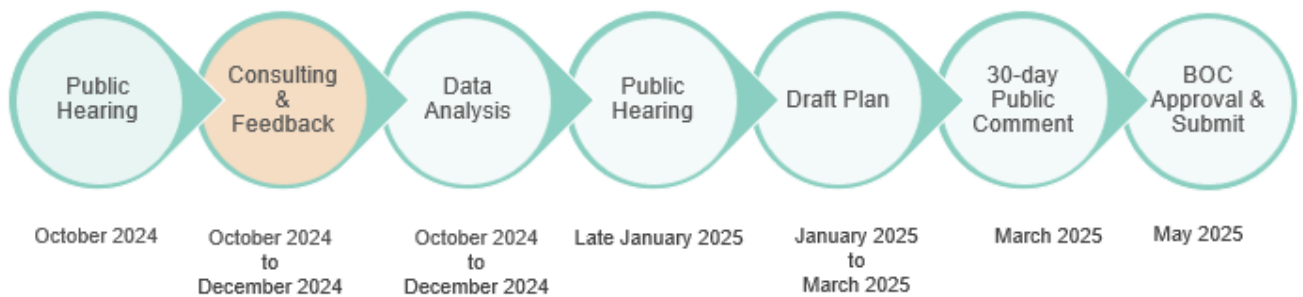 Public
Hearing
Consulting
&
Feedback
Data
Analysis
Public
Hearing
Draft Plan
30-day
Public
Comment
BOC
Approval &
Submit
October 2024
October 2024
to
December 2024
October 2024
to
December 2024
Late January 2025
January 2025
to
March 2025
March 2025
May 2025